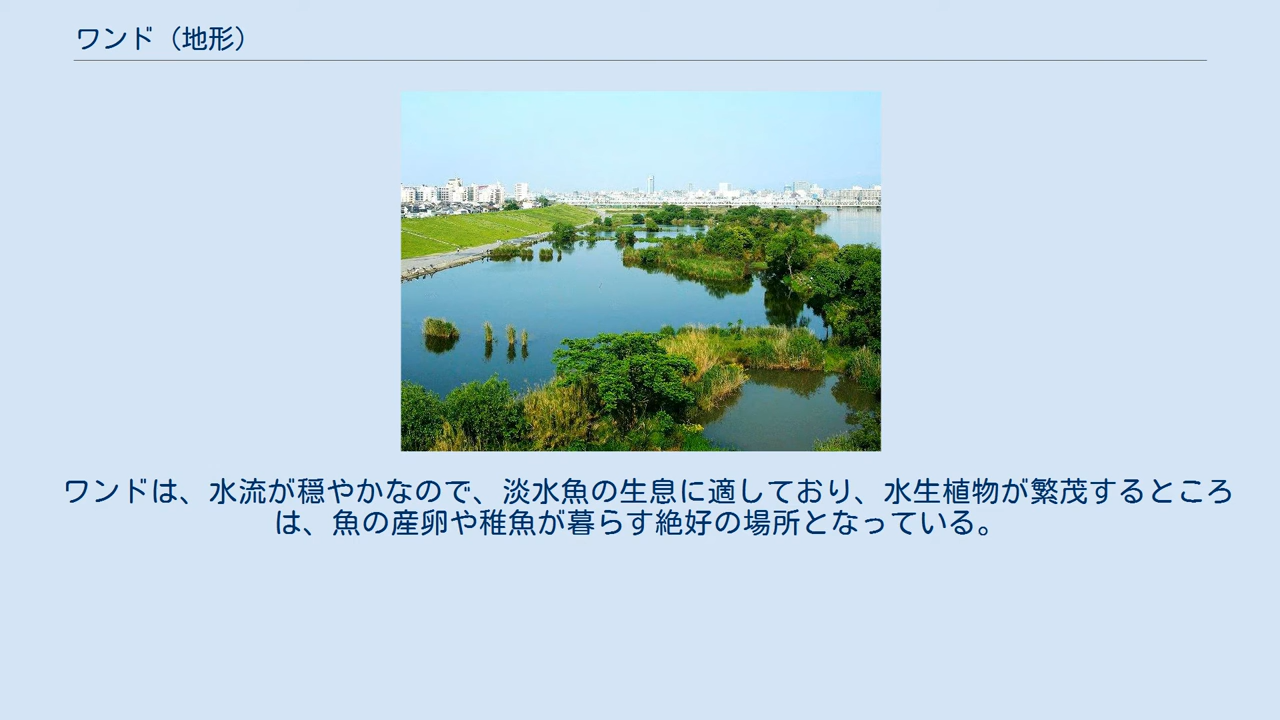 ワンド（地形）
ワンドは、水流が穏やかなので、淡水魚の生息に適しており、水生植物が繁茂するところ
は、魚の産卵や稚魚が暮らす絶好の場所となっている。